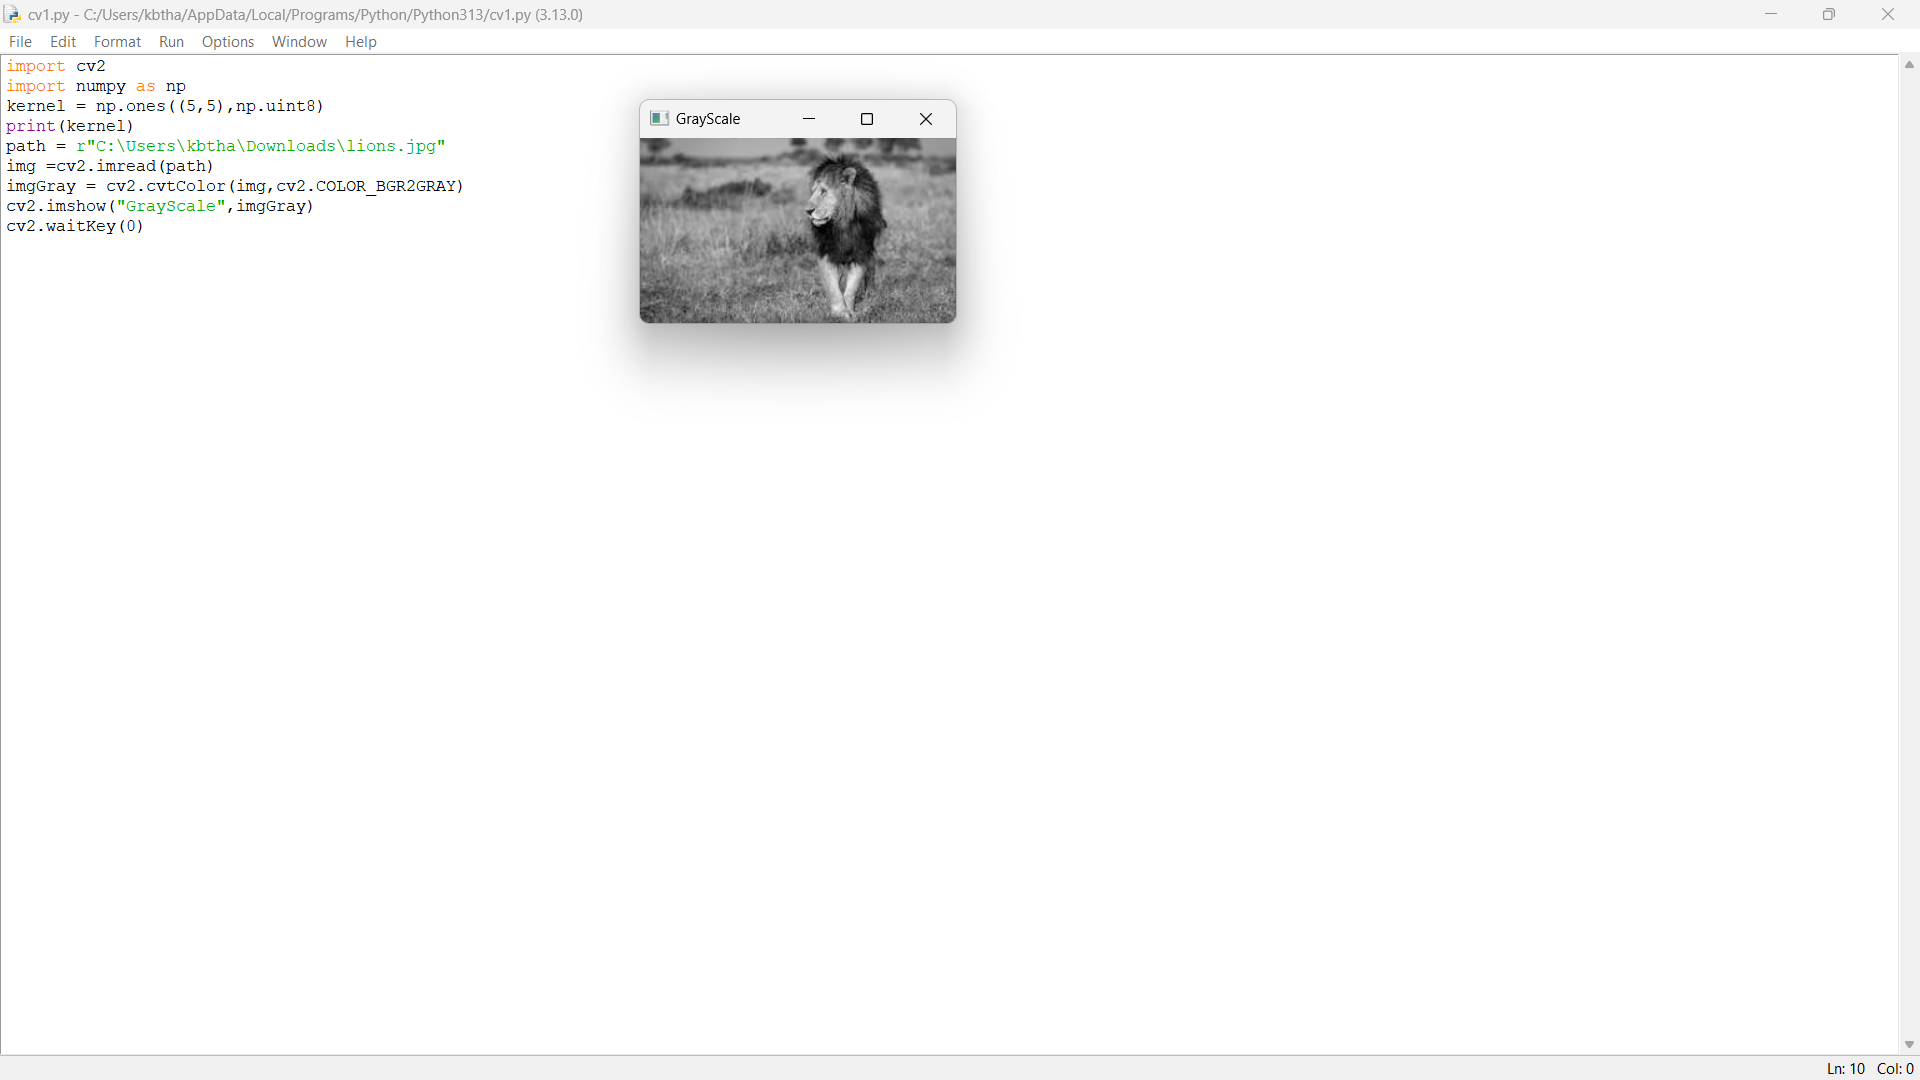 cv1.py - C:/Users/kbtha/AppData/Local/Programs/Python/Python313/cv1.py (3.13.0)
File Edit Format Run Options Window Help
import cv2
import numpy as np
kernel = np.ones((5,5),np.uint8)
print(kernel)
path = r"C:\Users\kbtha\Downloads\lions.jpg"
img =cv2.imread(path)
imgGray = cv2.cvtColor(img,cv2.COLOR_BGR2GRAY)
cv2.imshow("GrayScale",imgGray)
cv2.waitKey(0)
GrayScale
Ln: 10 Col: 0